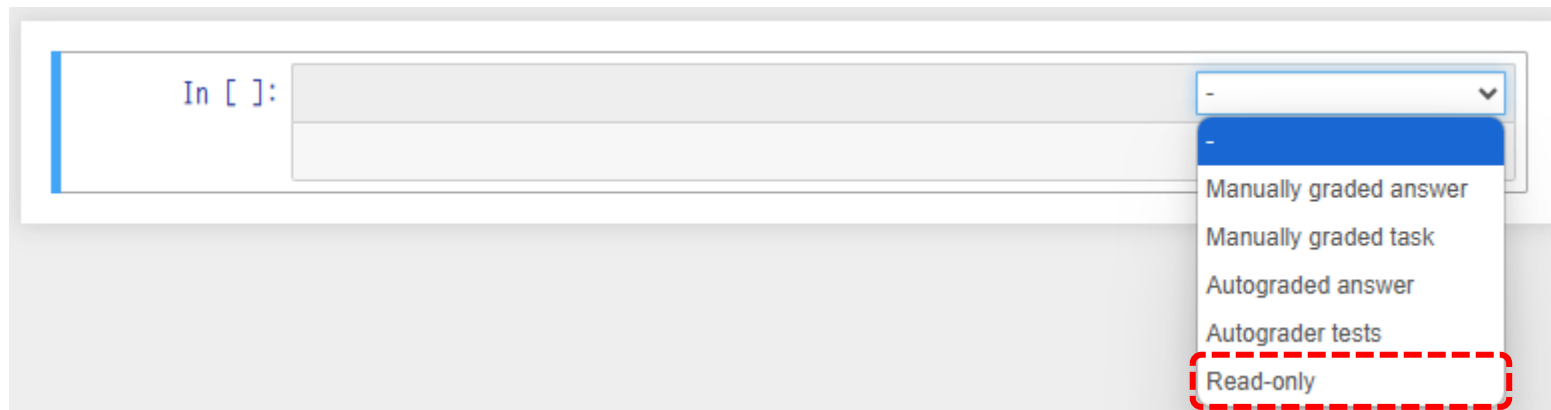 In [ ]:
-
-
Manually graded answer
Manually graded task
Autograded answer
Autograder tests
Read-only